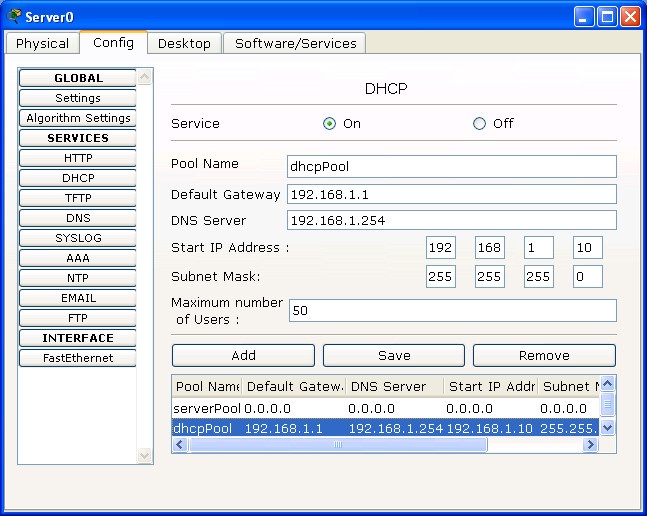 Server0
Physical Config Desktop Software/Services
GLOBAL
Settings
Algorithm Settings
SERVICES
HTTP
DHCP
TFTP
DNS
SYSLOG
AAA
NTP
EMAIL
FTP
INTERFACE
FastEthernet
DHCP
Service On Off
Pool Name dhcpPool
Default Gateway 192.168.1.1
DNS Server 192.168.1.254
Start IP Address : 192 168 1 10
Subnet Mask: 255 255 255 0
Maximum number
of Users : 50
Add Save Remove
Pool Name Default Gatew. DNS Server Start IP Addr Subnet M
serverPool 0.0.0.0 0.0.0.0 0.0.0.0 0.0.0.0
dhcpPool 192.168.1.1 192.168.1.254 192.168.1.10 255.255.